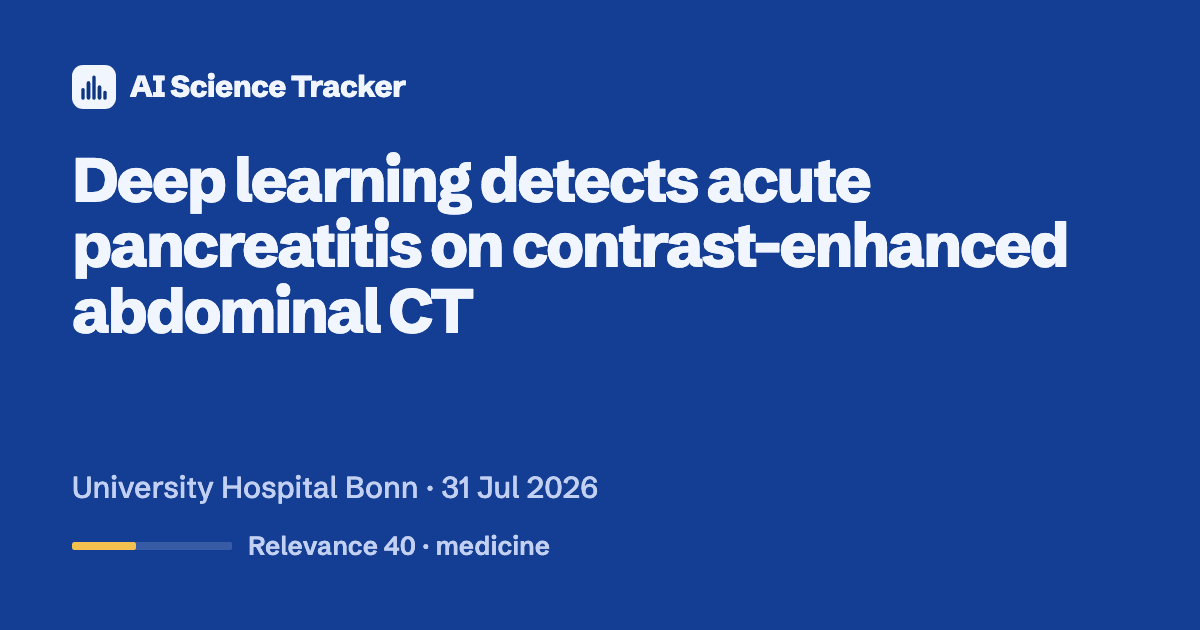 AI Science Tracker
Deep learning detects acute
pancreatitis on contrast-enhanced
abdominal CT
University Hospital Bonn · 31 Jul 2026
Relevance 40 · medicine